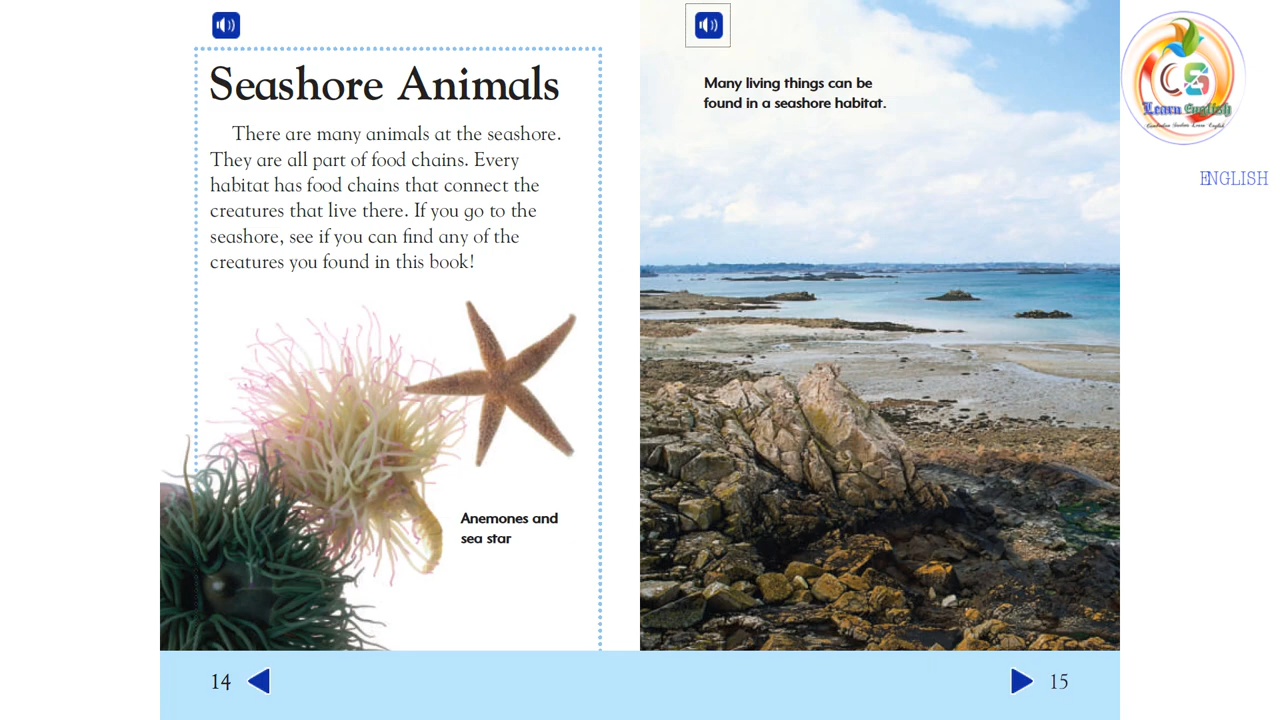 Seashore Animals
There are many animals at the seashore.
They are all part of food chains. Every
habitat has food chains that connect the
creatures that live there. If you go to the
seashore, see if you can find any of the
creatures you found in this book!
Anemones and
sea star
14
Many living things can be
found in a seashore habitat.
15
CS
Learn English
ENGLISH